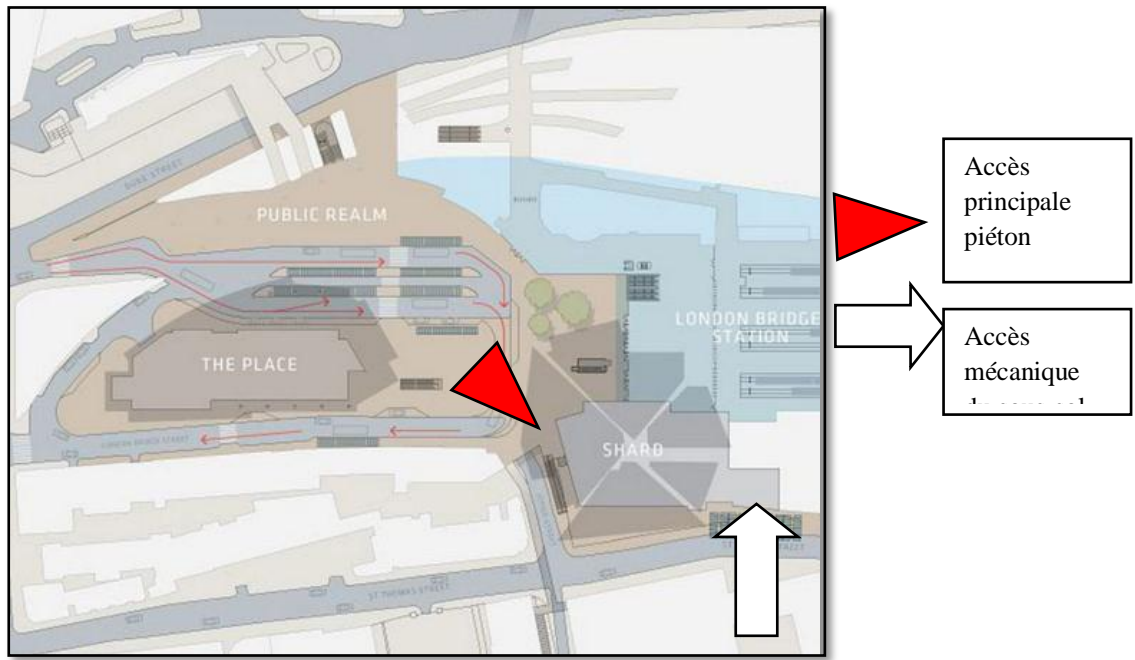 DUKE STREET
PUBLIC REALM
THE PLACE
LONDON BRIDGE
STATION
SHARD
LONDON BRIDGE STREET
ST THOMAS STREET
STREET
Accès
principale
piéton
Accès
mécanique